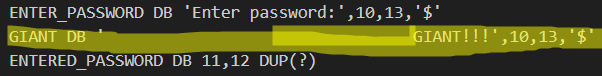 ENTER_PASSWORD DB 'Enter password:',10,13,'$'
GIANT DB '                                        GIANT!!!',10,13,'$'
ENTERED_PASSWORD DB 11,12 DUP(?)